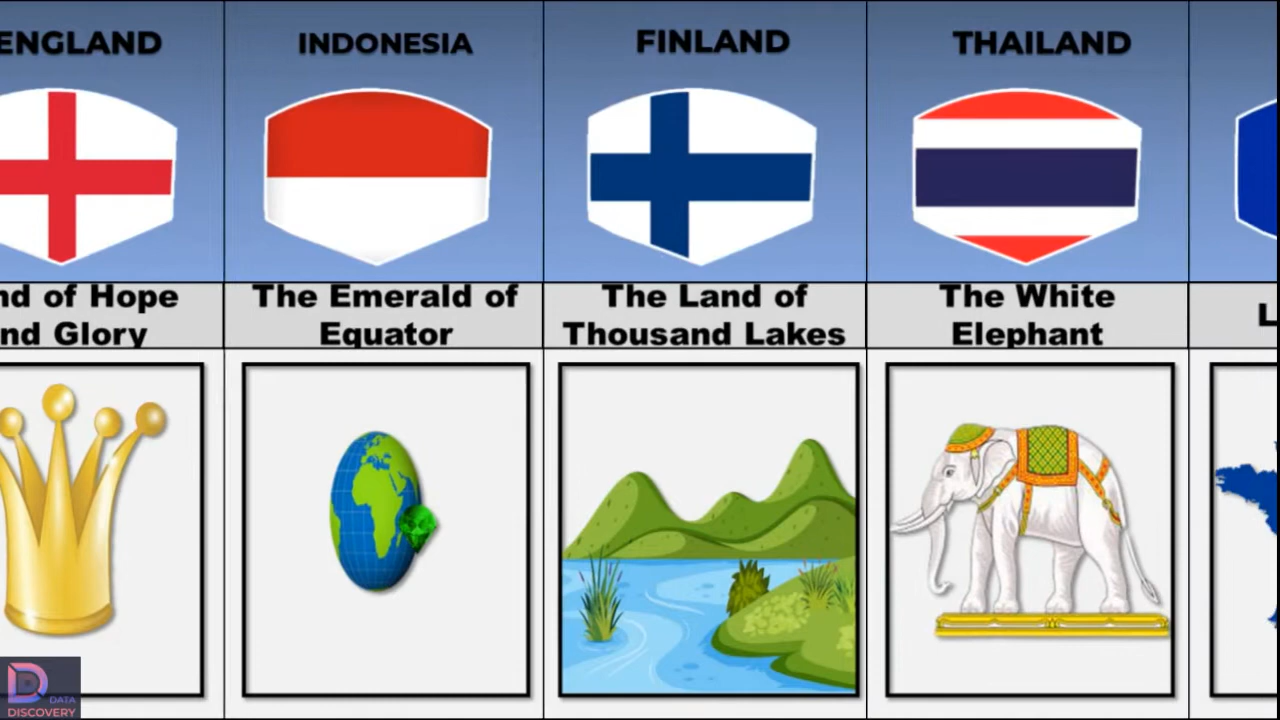 ENGLAND
INDONESIA
FINLAND
THAILAND
nd of Hope
nd Glory
The Emerald of
Equator
The Land of
Thousand Lakes
The White
Elephant
L
DATA
DISCOVERY